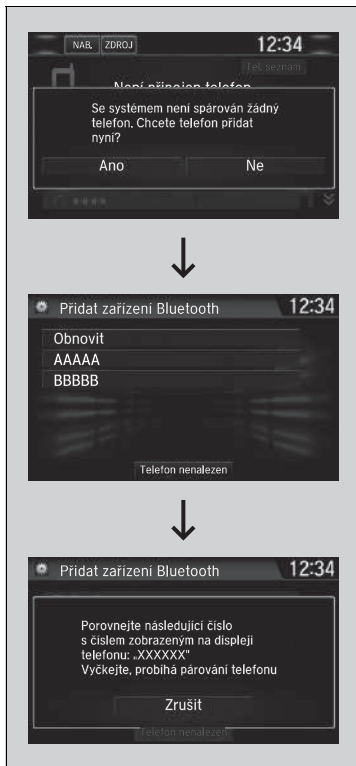 NAB. ZDROJ 12:34
Tel. seznam
Není připojen telefon
Se systémem není spárován žádný
telefon. Chcete telefon přidat
nyní?
Ano Ne
****
Přidat zařízení Bluetooth 12:34
Obnovit
AAAAA
BBBBB
Telefon nenalezen
Přidat zařízení Bluetooth 12:34
Porovnejte následující číslo
s číslem zobrazeným na displeji
telefonu: „XXXXXX"
Vyčkejte, probíhá párování telefonu
Zrušit
Telefon nenalezen